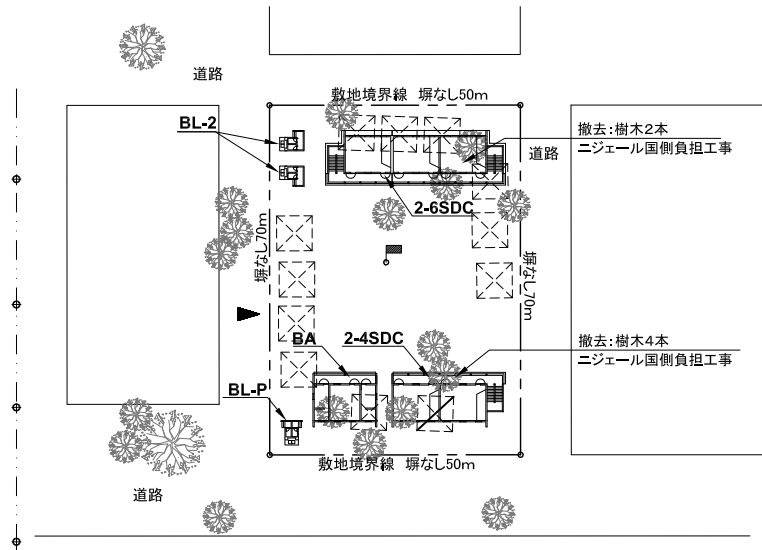 道路
敷地境界線 塀なし50m
BL-2
撤去:樹木2本
ニジェール国側負担工事
道路
2-6SDC
塀なし70m
塀なし70m
BA
2-4SDC
撤去:樹木4本
ニジェール国側負担工事
BL-P
敷地境界線 塀なし50m
道路